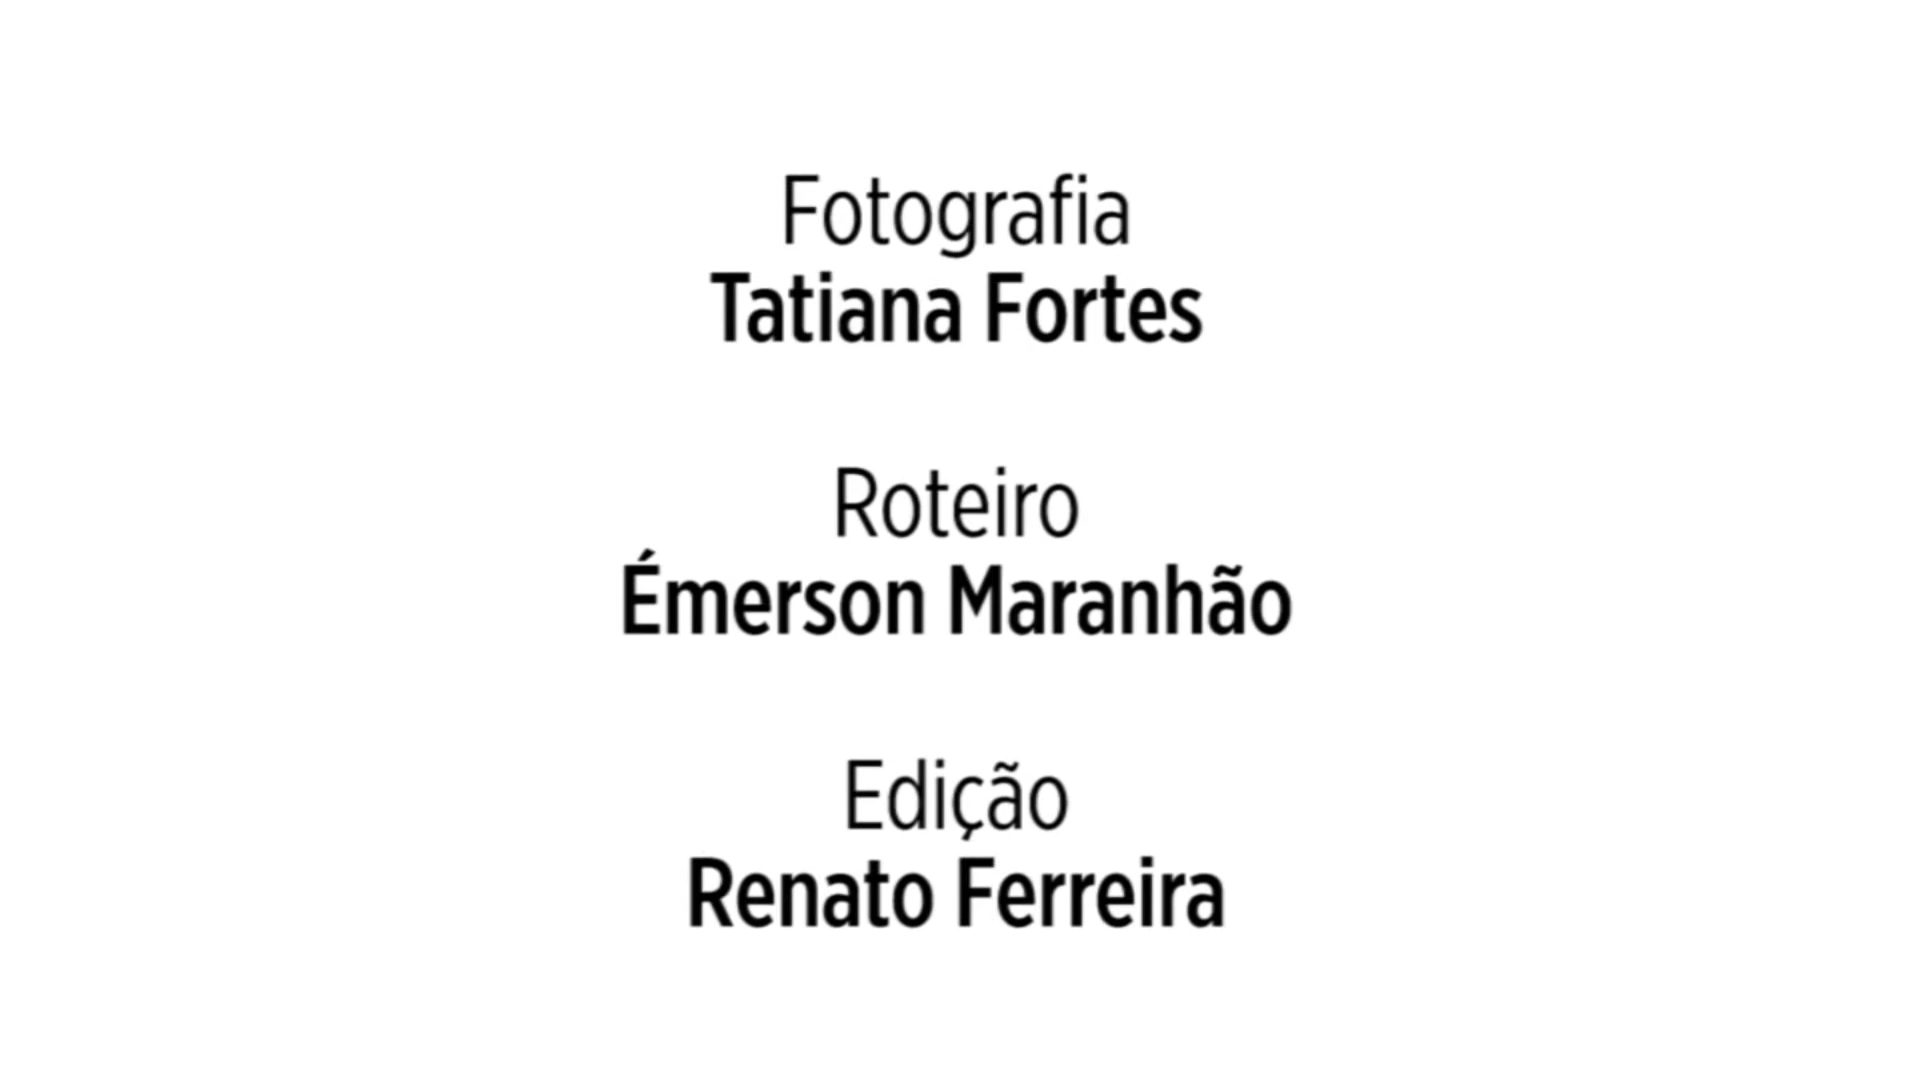 Fotografia
Tatiana Fortes
Roteiro
Émerson Maranhão
Edição
Renato Ferreira